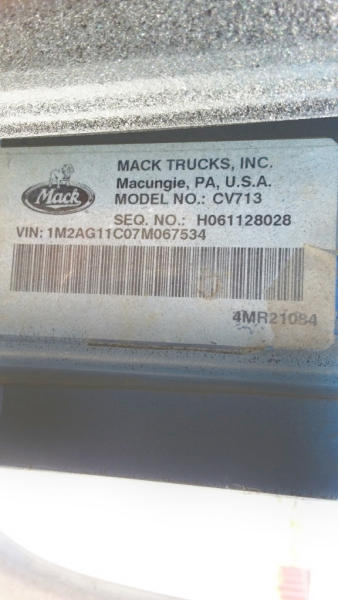 Mack
MACK TRUCKS, INC.
Macungie, PA, U.S.A.
MODEL NO.: CV713
SEQ. NO.: H061128028
VIN: 1M2AG11C07M067534
4MR21084